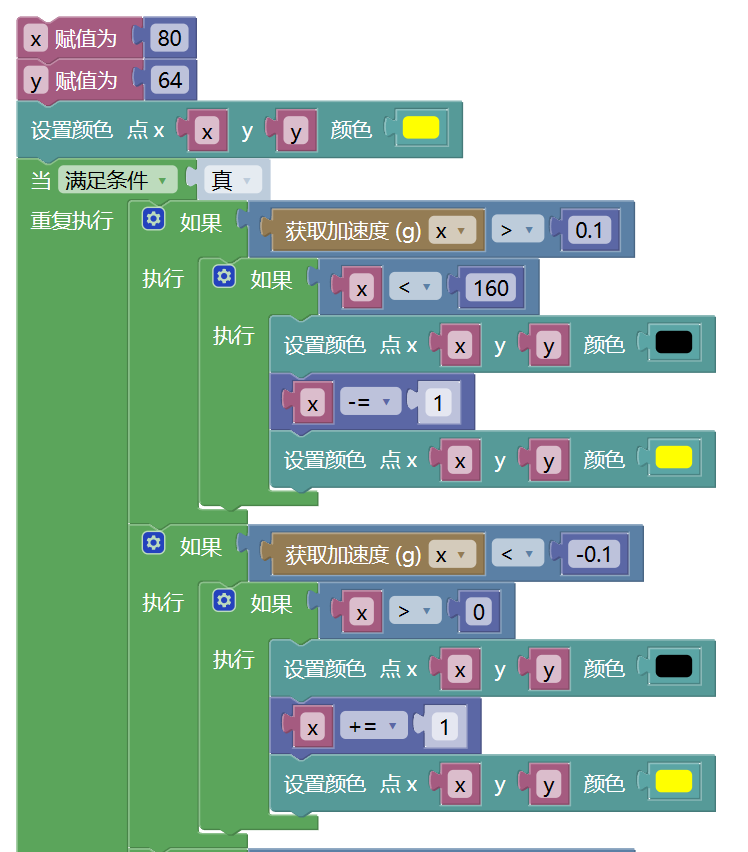 x 赋值为 80
y 赋值为 64
设置颜色 点 x x y y 颜色
当 满足条件 真
重复执行 如果 获取加速度 (g) x > 0.1
执行 如果 x < 160
执行 设置颜色 点 x x y y 颜色
x -= 1
设置颜色 点 x x y y 颜色
如果 获取加速度 (g) x < -0.1
执行 如果 x > 0
执行 设置颜色 点 x x y y 颜色
x += 1
设置颜色 点 x x y y 颜色